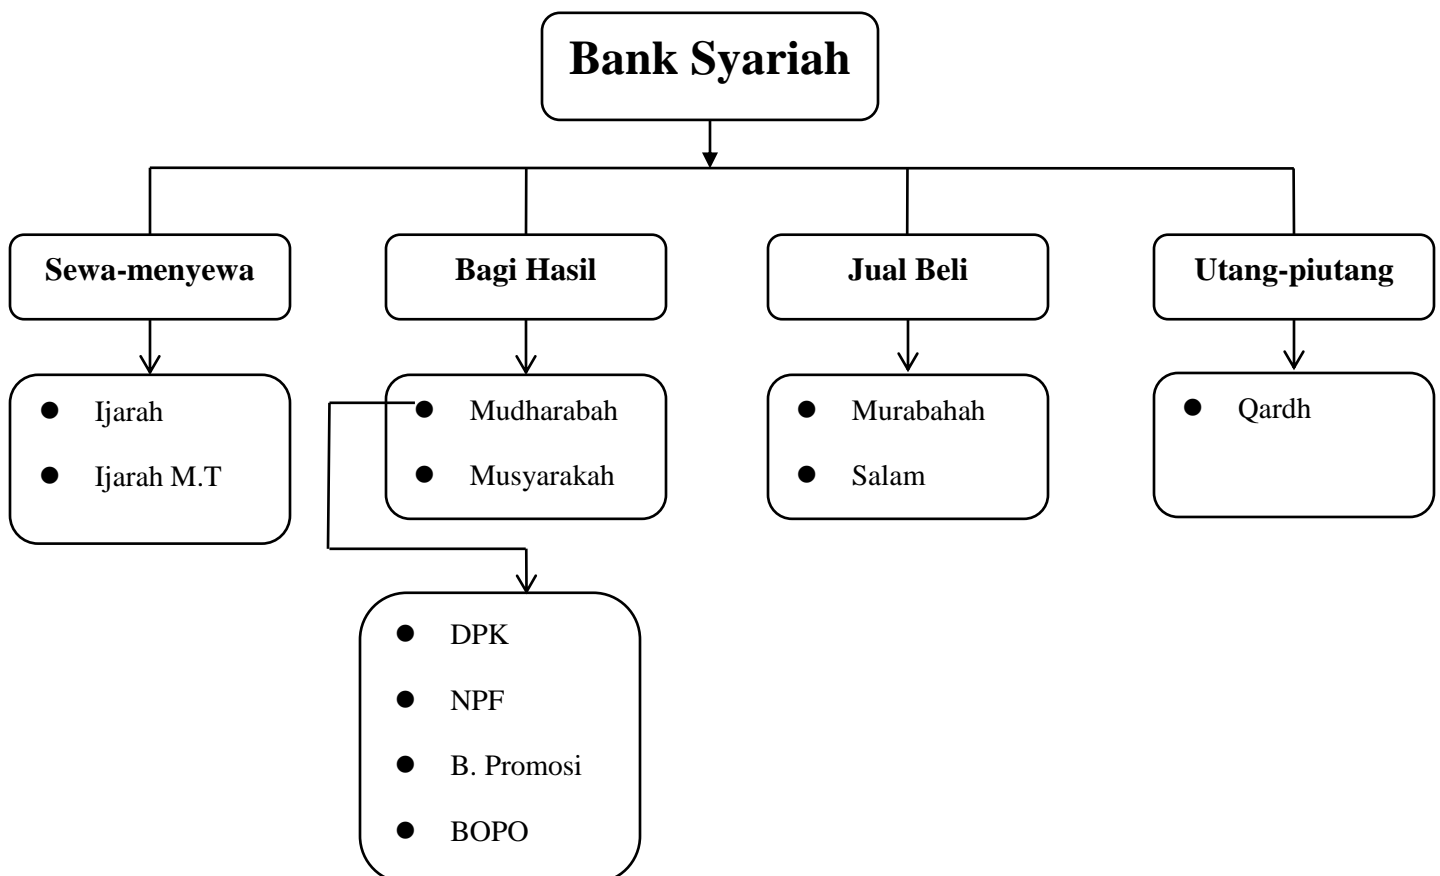 Bank Syariah
Sewa-menyewa
Bagi Hasil
Jual Beli
Utang-piutang
Ijarah
Ijarah M.T
Mudharabah
Musyarakah
Murabahah
Salam
Qardh
DPK
NPF
B. Promosi
BOPO